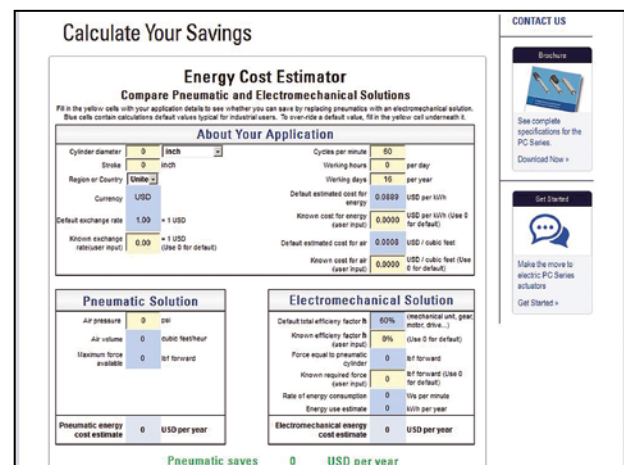 Calculate Your Savings
CONTACT US
Energy Cost Estimator
Compare Pneumatic and Electromechanical Solutions
Fill in the yellow cells with your application details to see whether you can save by replacing pneumatics with an electromechanical solution.
Blue cells contain calculations default values typical for industrial users. To over-ride a default value, fill in the yellow cell underneath it.
About Your Application
Cylinder diameter 0 inch
Stroke 0 inch
Region or Country Unite
Currency USD
Default exchange rate 1.00 = 1 USD
Known exchange rate(user input) 0.00 = 1 USD (Use 0 for default)
Cycles per minute 60
Working hours 0 per day
Working days 16 per year
Default estimated cost for energy 0.0889 USD per kWh
Known cost for energy (user input) 0.0000 USD per kWh (Use 0 for default)
Default estimated cost for air 0.0008 USD / cubic feet
Known cost for air (user input) 0.0000 USD / cubic feet (Use 0 for default)
Pneumatic Solution
Air pressure 0 psi
Air volume 0 cubic feet/hour
Maximum force available 0 lbf forward
Pneumatic energy cost estimate 0 USD per year
Electromechanical Solution
Default total efficiency factor h 60% (mechanical unit, gear, motor, drive...)
Known efficiency factor h (user input) 0% (Use 0 for default)
Force equal to pneumatic cylinder 0 lbf forward
Known required force (user input) 0 lbf forward (Use 0 for default)
Rate of energy consumption 0 Ws per minute
Energy use estimate 0 kWh per year
Electromechanical energy cost estimate 0 USD per year
Pneumatic saves 0 USD per year
Brochure
See complete
specifications for the
PC Series.
Download Now »
Get Started
Make the move to
electric PC Series
actuators
Get Started »